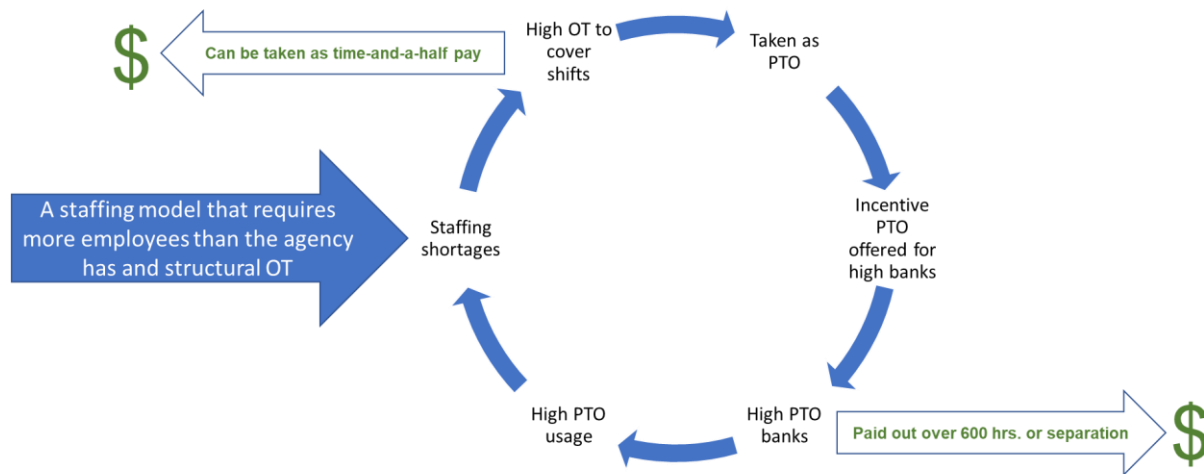 High OT to
cover
shifts
Taken as
PTO
$
Can be taken as time-and-a-half pay
A staffing model that requires
more employees than the agency
has and structural OT
Staffing
shortages
Incentive
PTO
offered for
high banks
High PTO
usage
High PTO
banks
Paid out over 600 hrs. or separation
$